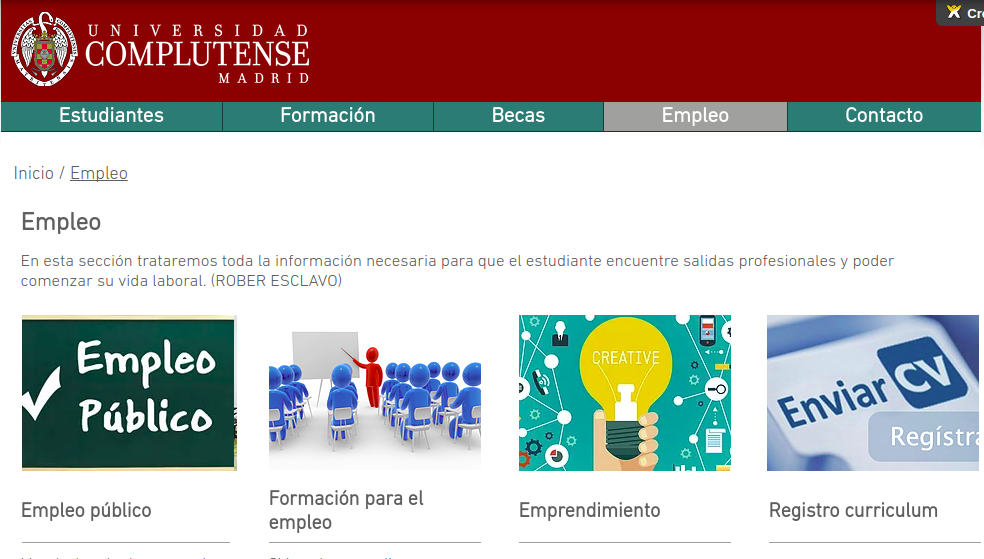 UNIVERSIDAD
COMPLUTENSE
MADRID
Estudiantes
Formación
Becas
Empleo
Contacto
Inicio / Empleo
Empleo
En esta sección trataremos toda la información necesaria para que el estudiante encuentre salidas profesionales y poder
comenzar su vida laboral. (ROBER ESCLAVO)
Empleo
Público
CREATIVE
Enviar CV
Empleo público
Formación para el
empleo
Emprendimiento
Registro curriculum